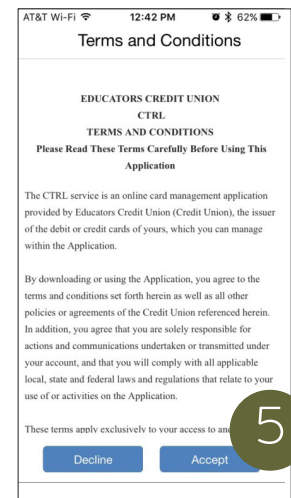 AT&T Wi-Fi 12:42 PM 62%
Terms and Conditions
EDUCATORS CREDIT UNION
CTRL
TERMS AND CONDITIONS
Please Read These Terms Carefully Before Using This
Application
The CTRL service is an online card management application
provided by Educators Credit Union (Credit Union), the issuer
of the debit or credit cards of yours, which you can manage
within the Application.
By downloading or using the Application, you agree to the
terms and conditions set forth herein as well as all other
policies or agreements of the Credit Union referenced herein.
In addition, you agree that you are solely responsible for
actions and communications undertaken or transmitted under
your account, and that you will comply with all applicable
local, state and federal laws and regulations that relate to your
use of or activities on the Application.
These terms apply exclusively to your access to
5
Decline Accept